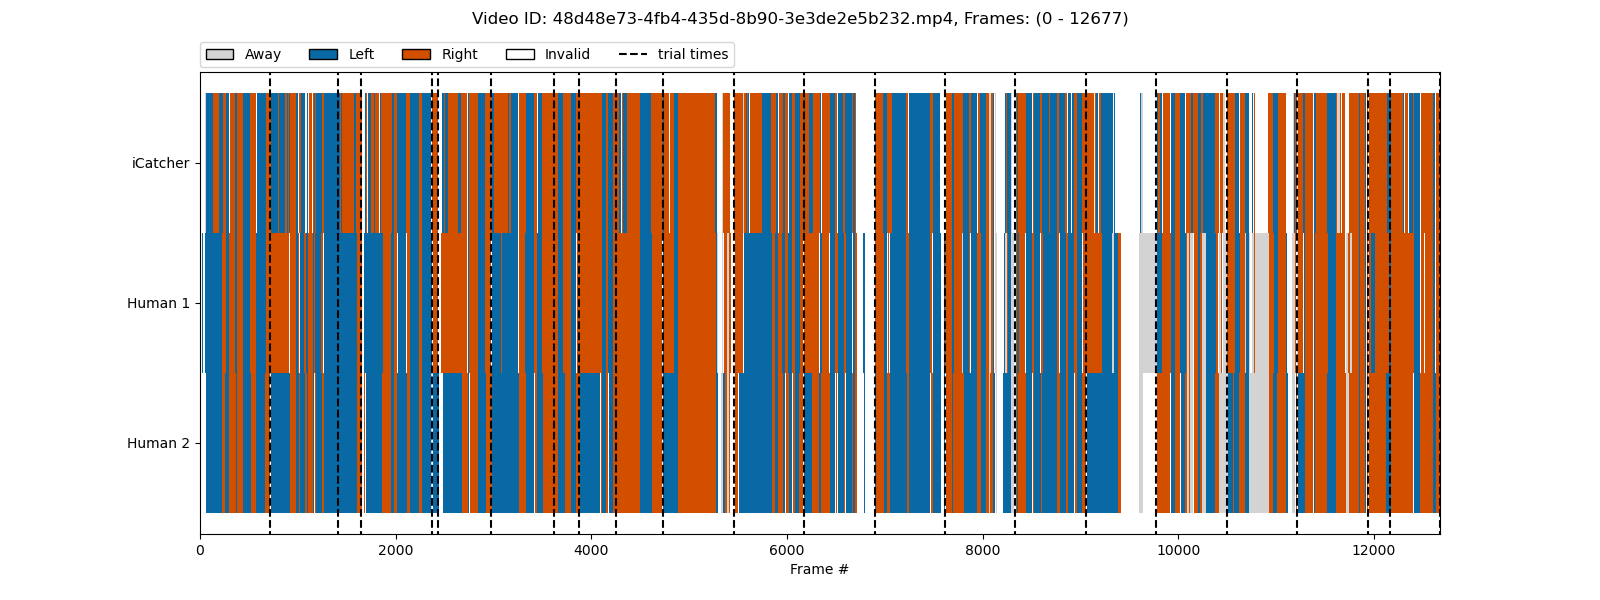 Video ID: 48d48e73-4fb4-435d-8b90-3e3de2e5b232.mp4, Frames: (0 - 12677)
Away Left Right Invalid trial times
iCatcher
Human 1
Human 2
0 2000 4000 6000 8000 10000 12000
Frame #